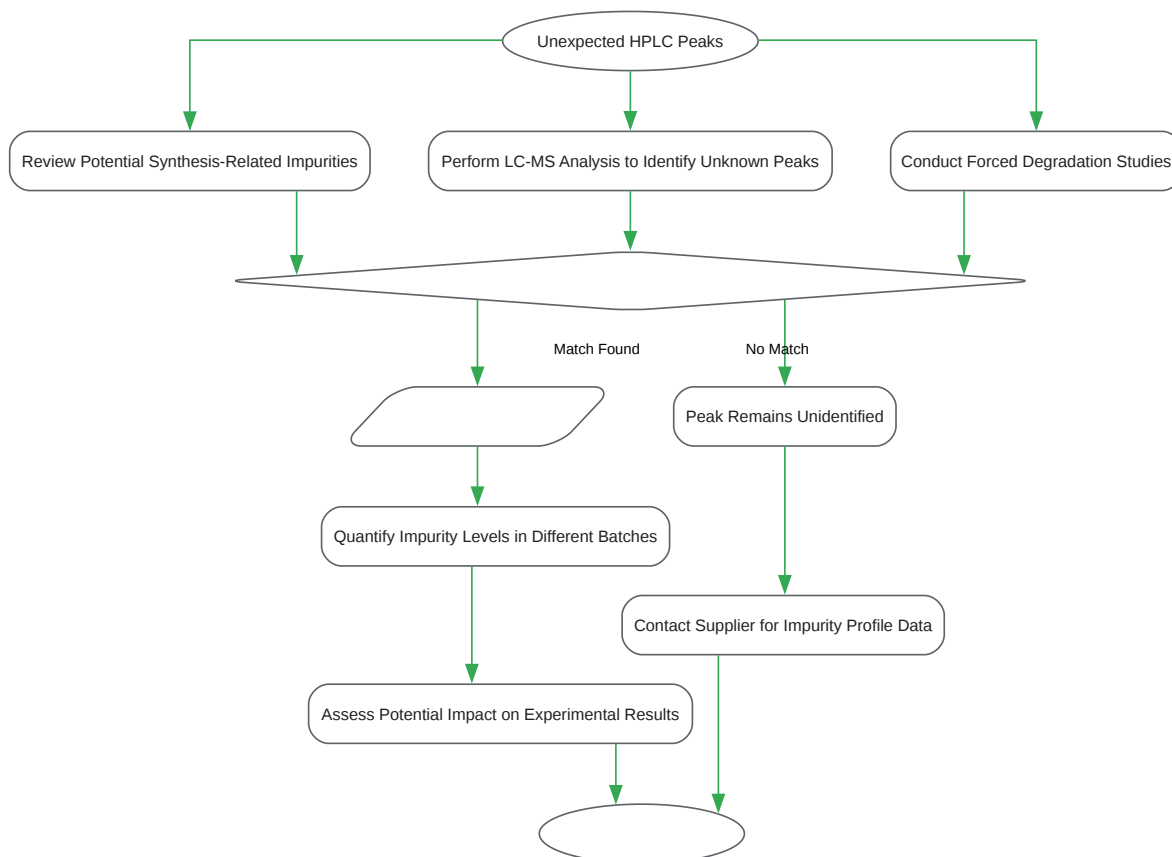 Unexpected HPLC Peaks
Review Potential Synthesis-Related Impurities
Perform LC-MS Analysis to Identify Unknown Peaks
Conduct Forced Degradation Studies
Match Found
No Match
Peak Remains Unidentified
Quantify Impurity Levels in Different Batches
Contact Supplier for Impurity Profile Data
Assess Potential Impact on Experimental Results